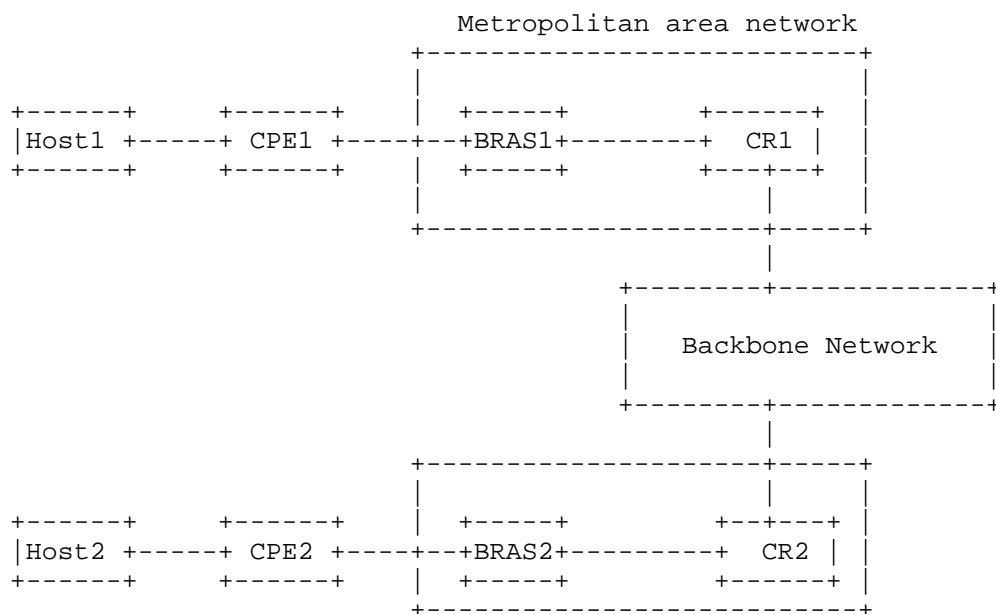 Metropolitan area network
Host1 CPE1 BRAS1 CR1
Backbone Network
Host2 CPE2 BRAS2 CR2